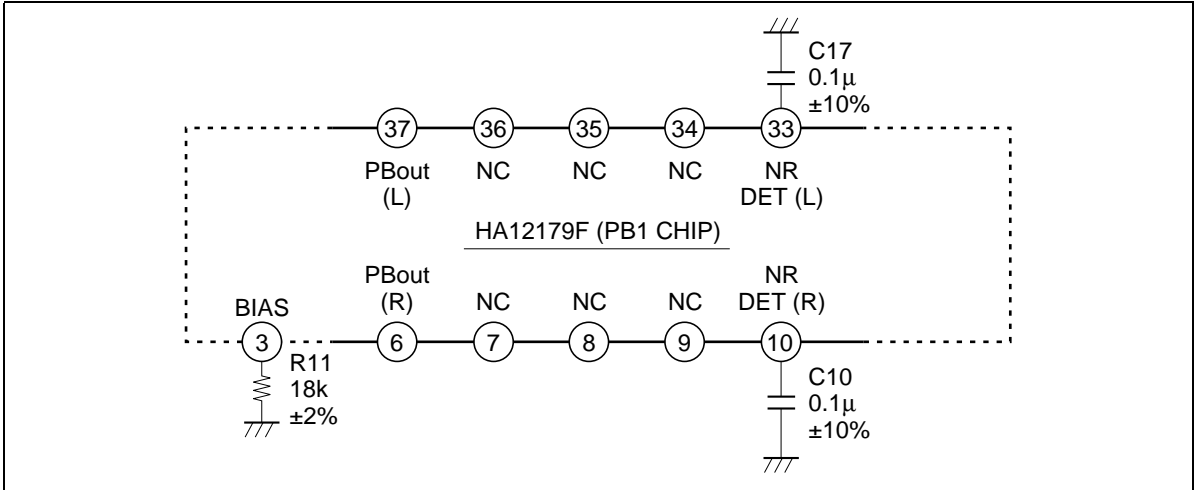 C17
0.1μ
±10%
37 36 35 34 33
PBout NC NC NC NR
(L) DET (L)
HA12179F (PB1 CHIP)
PBout NR
(R) NC NC NC DET (R)
BIAS
3 6 7 8 9 10
R11
18k
±2%
C10
0.1μ
±10%